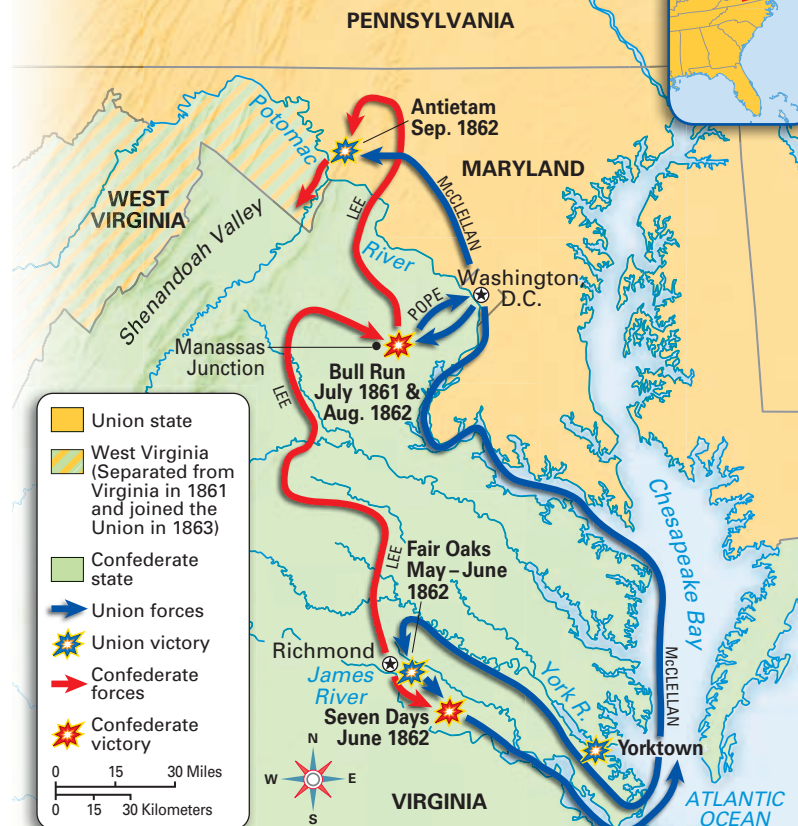 PENNSYLVANIA
Antietam
Sep. 1862
Potomac
MARYLAND
WEST
VIRGINIA
LEE
McCLELLAN
Shenandoah Valley
River
Washington,
D.C.
POPE
Manassas
Junction
Bull Run
July 1861 &
Aug. 1862
LEE
Union state
West Virginia
(Separated from
Virginia in 1861
and joined the
Union in 1863)
Confederate
state
Union forces
Union victory
Confederate
forces
Confederate
victory
0 15 30 Miles
0 15 30 Kilometers
Chesapeake Bay
LEE
Fair Oaks
May – June
1862
Richmond
James
River
Seven Days
June 1862
York R.
McCLELLAN
Yorktown
N
W E
S
VIRGINIA
ATLANTIC
OCEAN